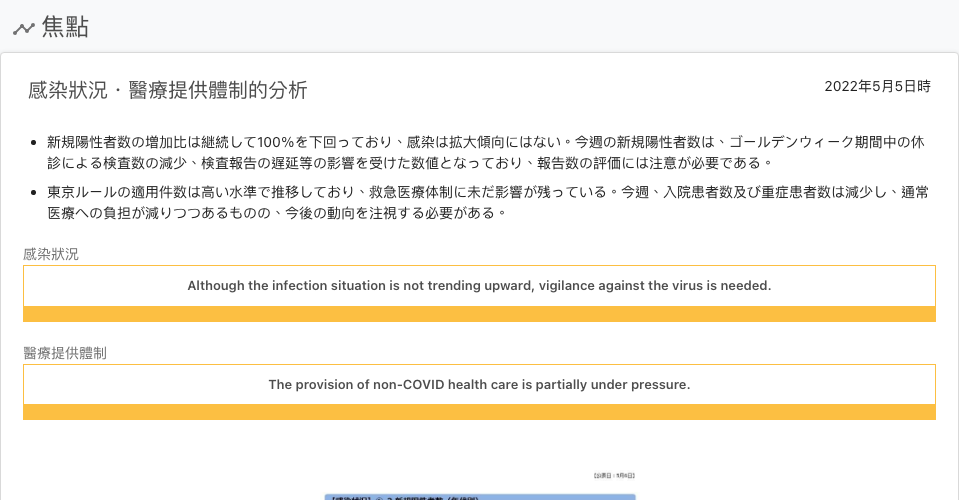 焦點
感染狀況・醫療提供體制的分析
2022年5月5日時
新規陽性者数の増加比は継続して100%を下回っており、感染は拡大傾向にはない。今週の新規陽性者数は、ゴールデンウィーク期間中の休
診による検査数の減少、検査報告の遅延等の影響を受けた数値となっており、報告数の評価には注意が必要である。
東京ルールの適用件数は高い水準で推移しており、救急医療体制に未だ影響が残っている。今週、入院患者数及び重症患者数は減少し、通常
医療への負担が減りつつあるものの、今後の動向を注視する必要がある。
感染狀況
Although the infection situation is not trending upward, vigilance against the virus is needed.
醫療提供體制
The provision of non-COVID health care is partially under pressure.